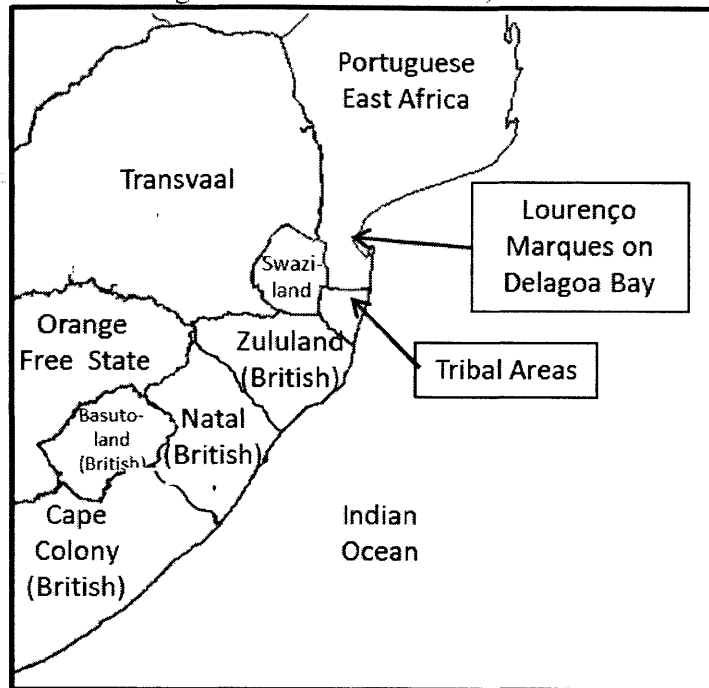 Portuguese
East Africa
Transvaal
Lourenço
Marques on
Delagoa Bay
Swazi-
land
Orange
Free State
Zululand
(British)
Tribal Areas
Basuto-
land
(British)
Natal
(British)
Cape
Colony
(British)
Indian
Ocean